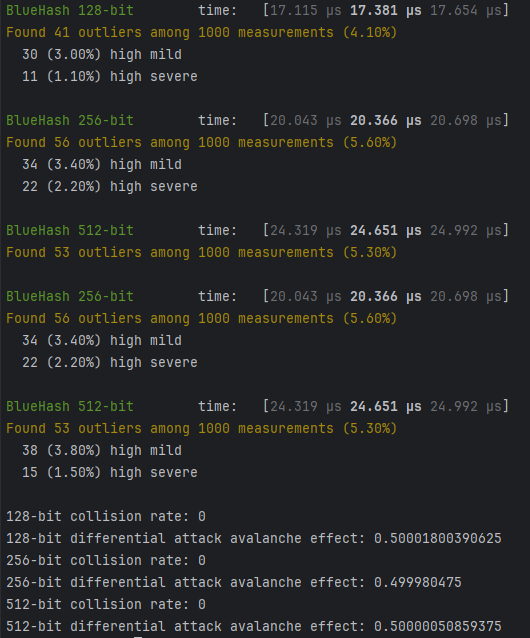 BlueHash 128-bit time: [17.115 µs 17.381 µs 17.654 µs]
Found 41 outliers among 1000 measurements (4.10%)
30 (3.00%) high mild
11 (1.10%) high severe
BlueHash 256-bit time: [20.043 µs 20.366 µs 20.698 µs]
Found 56 outliers among 1000 measurements (5.60%)
34 (3.40%) high mild
22 (2.20%) high severe
BlueHash 512-bit time: [24.319 µs 24.651 µs 24.992 µs]
Found 53 outliers among 1000 measurements (5.30%)
BlueHash 256-bit time: [20.043 µs 20.366 µs 20.698 µs]
Found 56 outliers among 1000 measurements (5.60%)
34 (3.40%) high mild
22 (2.20%) high severe
BlueHash 512-bit time: [24.319 µs 24.651 µs 24.992 µs]
Found 53 outliers among 1000 measurements (5.30%)
38 (3.80%) high mild
15 (1.50%) high severe
128-bit collision rate: 0
128-bit differential attack avalanche effect: 0.50001800390625
256-bit collision rate: 0
256-bit differential attack avalanche effect: 0.499980475
512-bit collision rate: 0
512-bit differential attack avalanche effect: 0.50000050859375